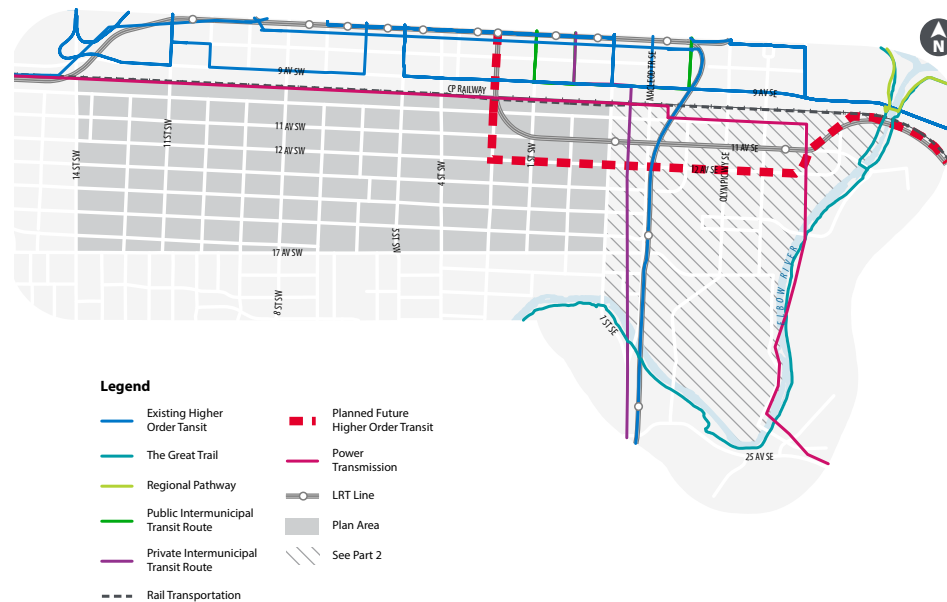 N
9 AV SW
CP RAILWAY
MACLEOD TR SE
9 AV SE
11 AV SW
12 AV SW
14 ST SW
11 ST SW
4 ST SW
1 ST SW
11 AV SE
12 AV SE
OLYMPIC WY SE
5 ST SW
17 AV SW
8 ST SW
ELBOW RIVER
7 ST SE
25 AV SE
Legend
Existing Higher
Order Tansit
The Great Trail
Regional Pathway
Public Intermunicipal
Transit Route
Private Intermunicipal
Transit Route
Rail Transportation
Planned Future
Higher Order Transit
Power
Transmission
LRT Line
Plan Area
See Part 2